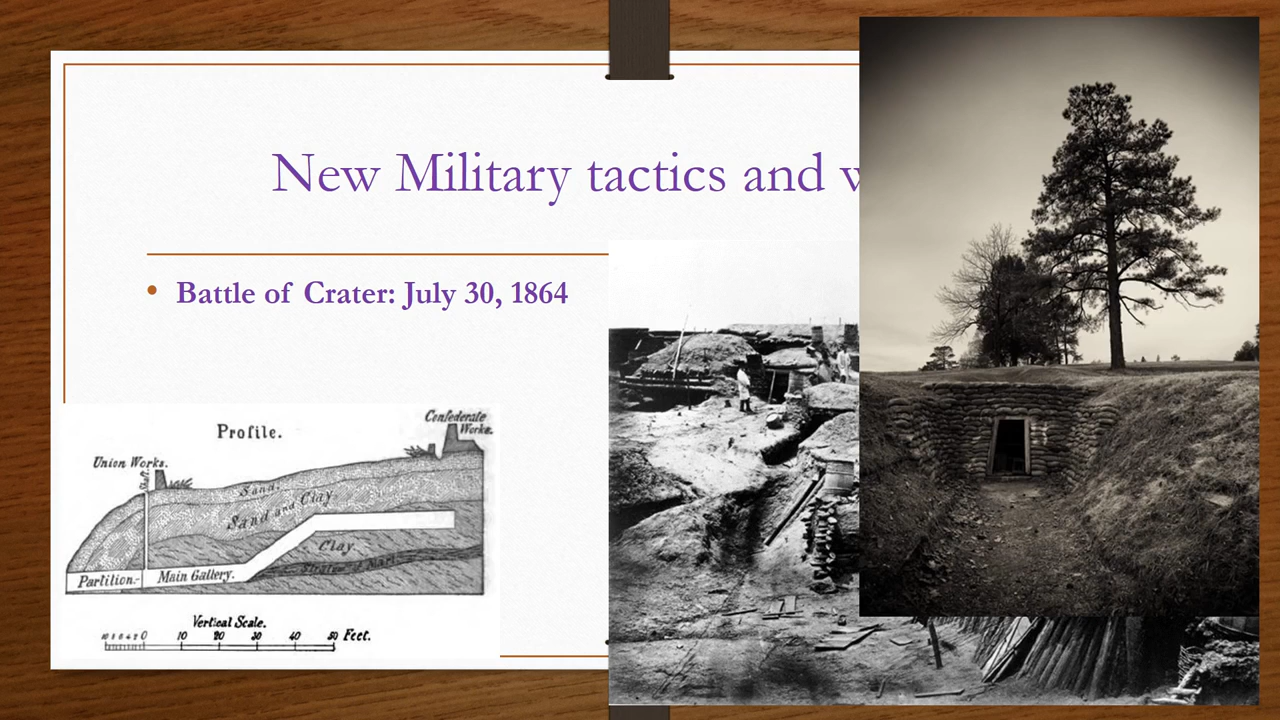 New Military tactics and
• Battle of Crater: July 30, 1864
Profile.
Confederate
Works.
Union Works.
Sand.
Sand and Clay.
Clay.
Partition.
Main Gallery.
Vertical Scale.
0 10 20 30 40 50 Feet.